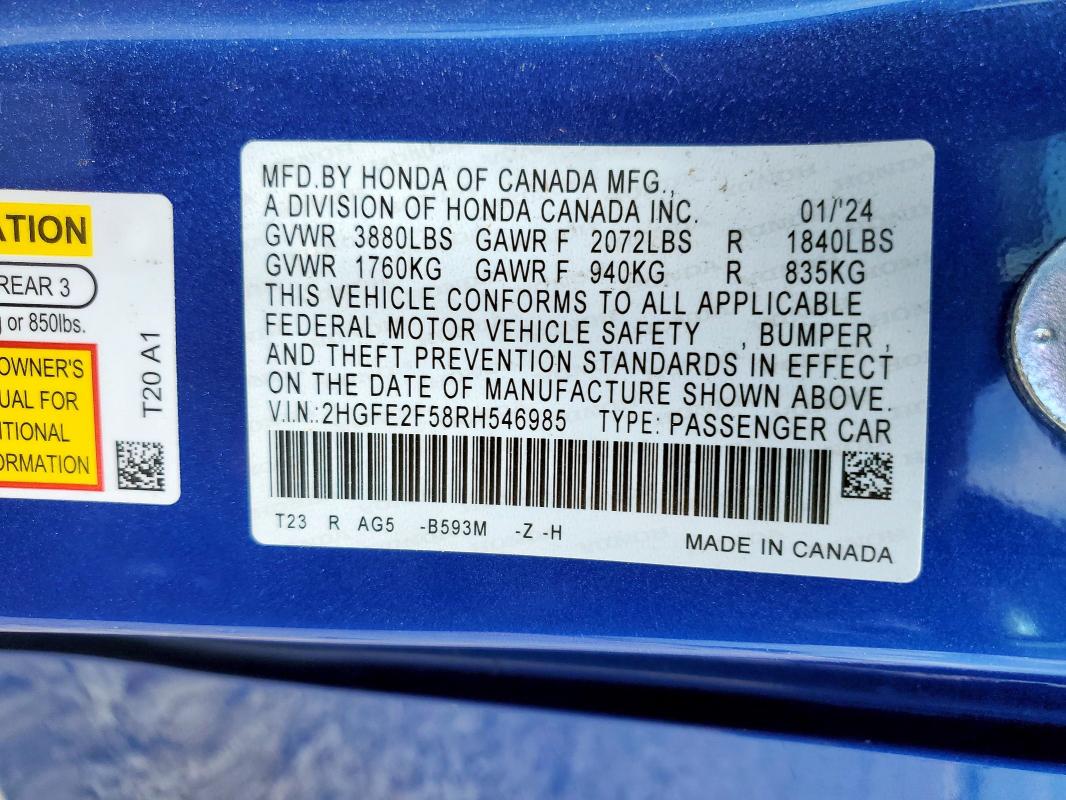 ATION
REAR 3
or 850lbs.
OWNER'S
UAL FOR
ITIONAL
ORMATION
T20 A1
MFD.BY HONDA OF CANADA MFG.,
A DIVISION OF HONDA CANADA INC. 01/'24
GVWR 3880LBS GAWR F 2072LBS R 1840LBS
GVWR 1760KG GAWR F 940KG R 835KG
THIS VEHICLE CONFORMS TO ALL APPLICABLE
FEDERAL MOTOR VEHICLE SAFETY , BUMPER ,
AND THEFT PREVENTION STANDARDS IN EFFECT
ON THE DATE OF MANUFACTURE SHOWN ABOVE.
V.I.N.:2HGFE2F58RH546985 TYPE: PASSENGER CAR
T23 R AG5 -B593M -Z -H
MADE IN CANADA